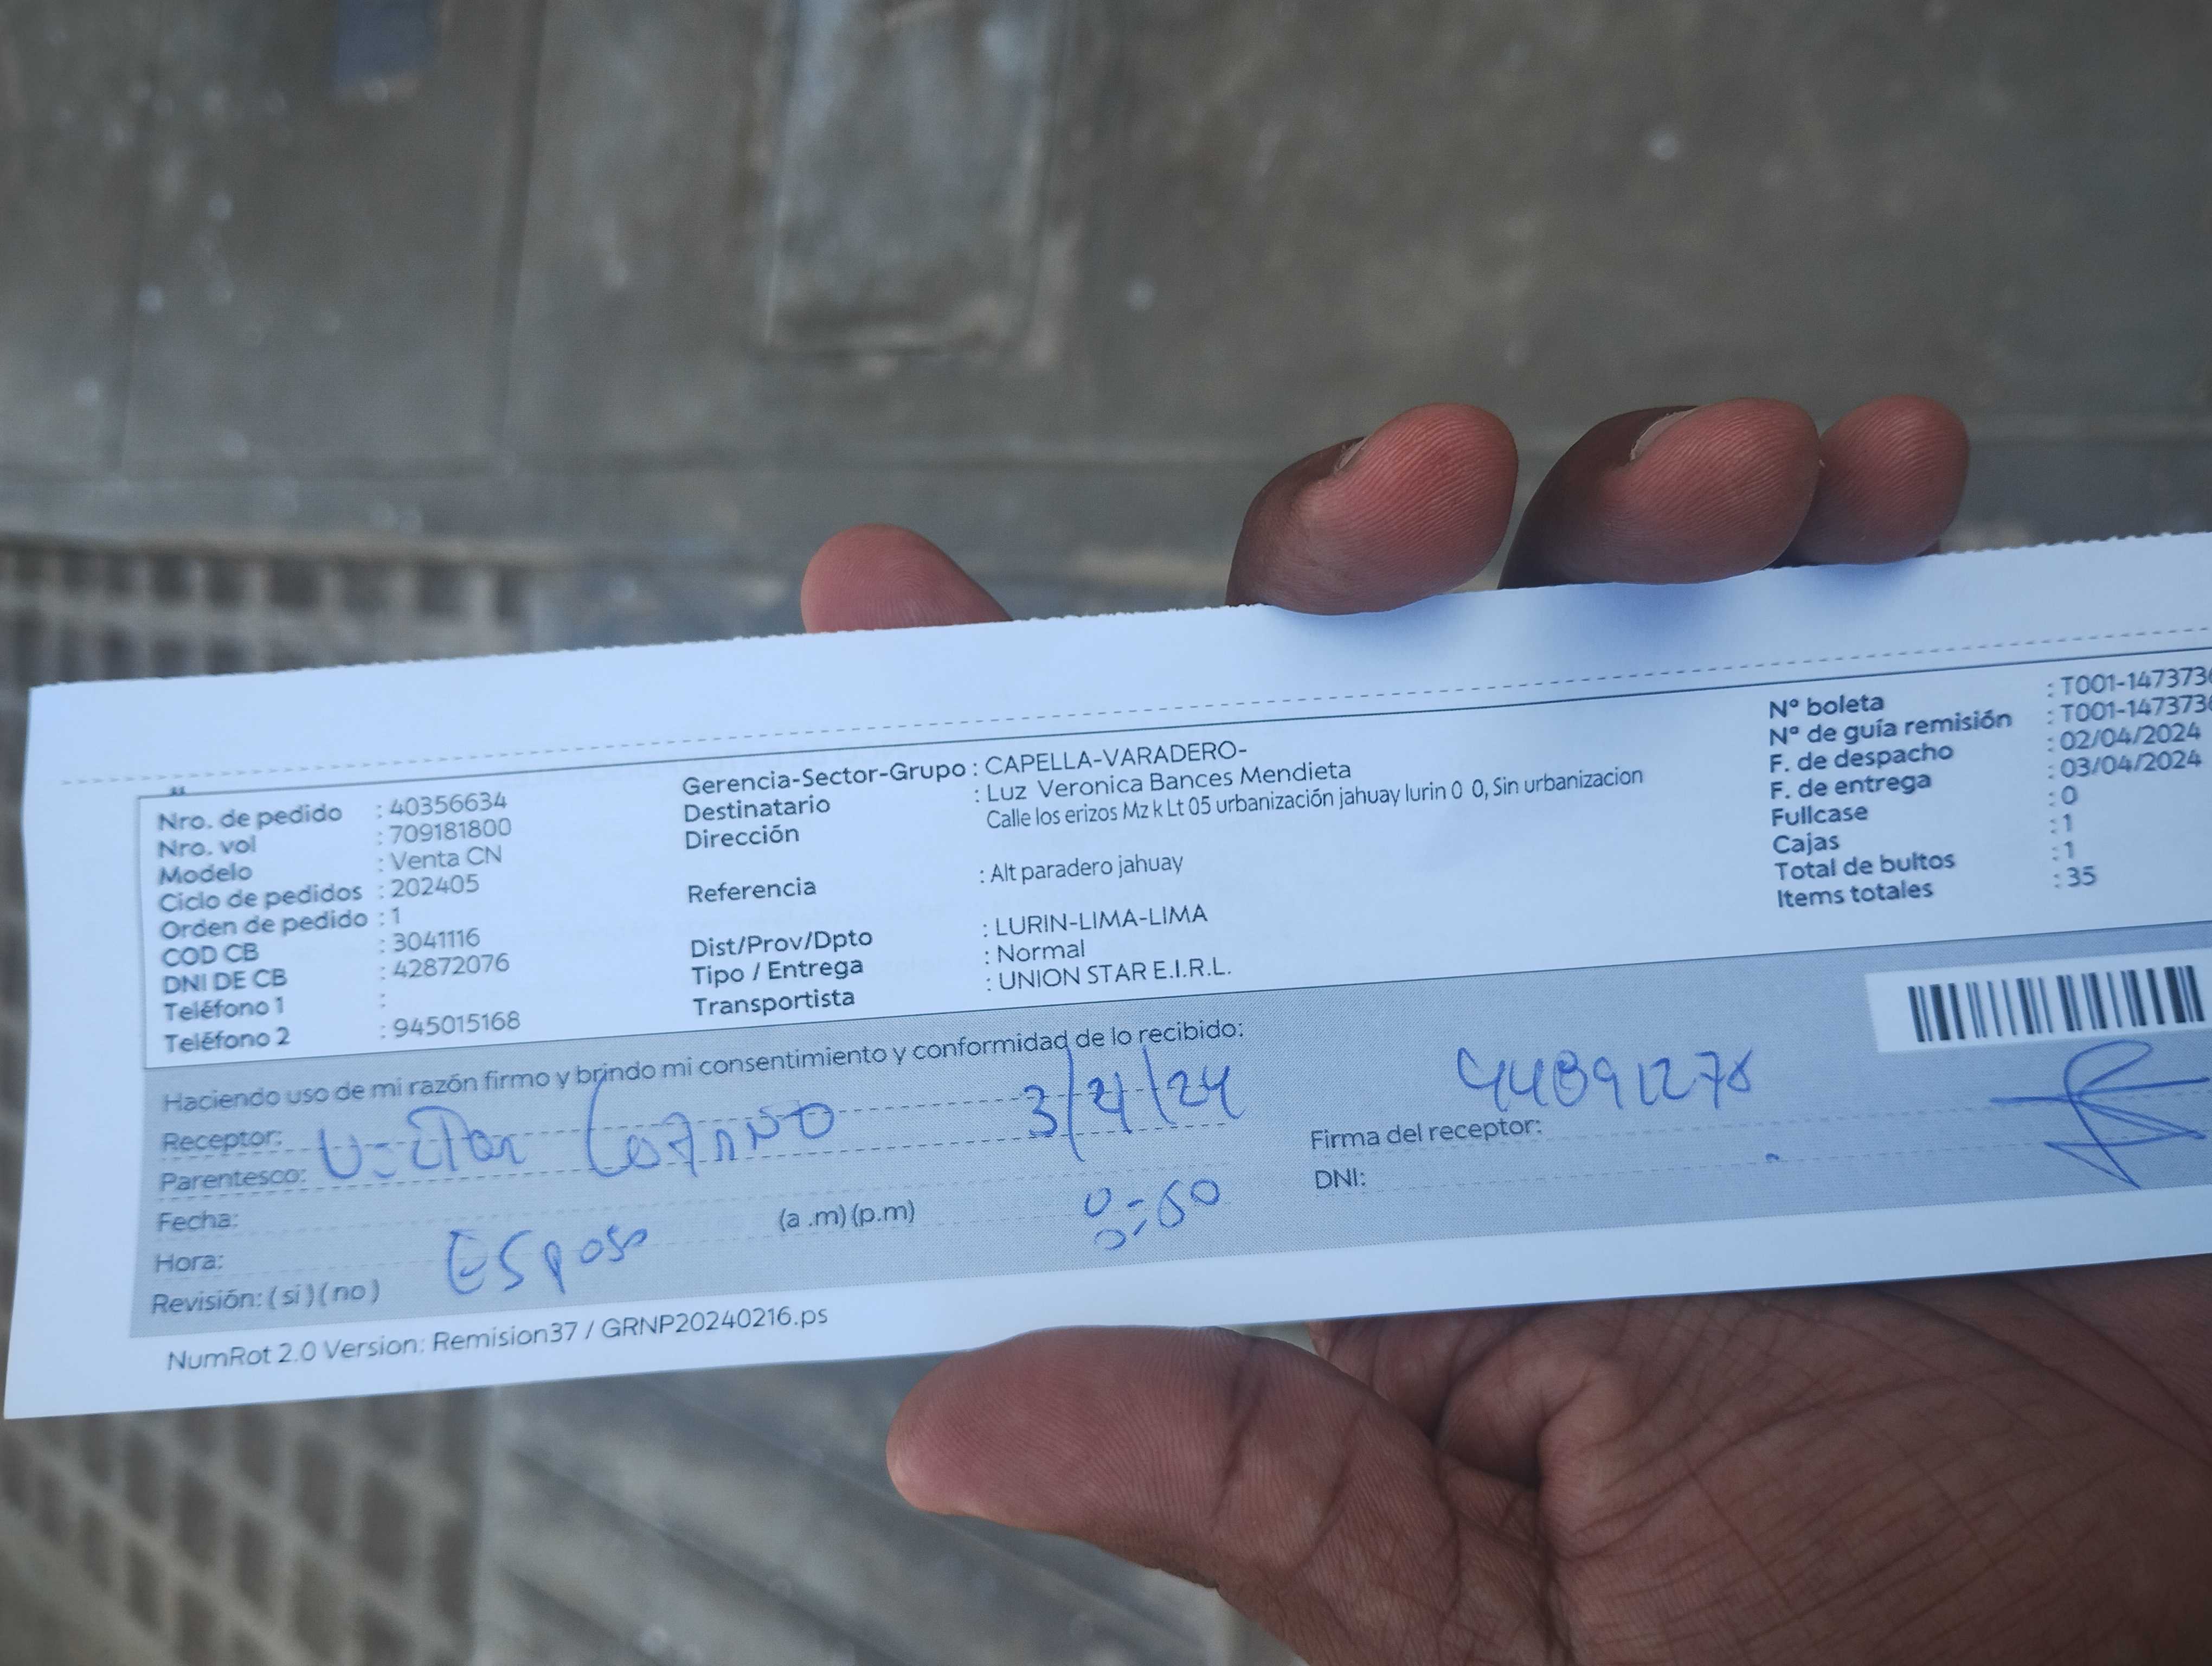 Nro. de pedido : 40356634
Nro. vol : 709181800
Modelo : Venta CN
Ciclo de pedidos : 202405
Orden de pedido : 1
COD CB : 3041116
DNI DE CB : 42872076
Teléfono 1 :
Teléfono 2 : 945015168
Gerencia-Sector-Grupo : CAPELLA-VARADERO-
Destinatario : Luz Veronica Bances Mendieta
Dirección Calle los erizos Mz k Lt 05 urbanización jahuay lurin 0 0, Sin urbanizacion
Referencia : Alt paradero jahuay
Dist/Prov/Dpto : LURIN-LIMA-LIMA
Tipo / Entrega : Normal
Transportista : UNION STAR E.I.R.L.
Nº boleta : T001-147373
Nº de guía remisión : T001-147373
F. de despacho : 02/04/2024
F. de entrega : 03/04/2024
Fullcase : 0
Cajas : 1
Total de bultos : 1
Items totales : 35
Haciendo uso de mi razón firmo y brindo mi consentimiento y conformidad de lo recibido:
Receptor: 3/4/24
Parentesco:
Fecha:
Hora: (a .m) (p.m)
Revisión: ( si ) ( no ) Esposo
Firma del receptor:
DNI:
NumRot 2.0 Version: Remision37 / GRNP20240216.ps